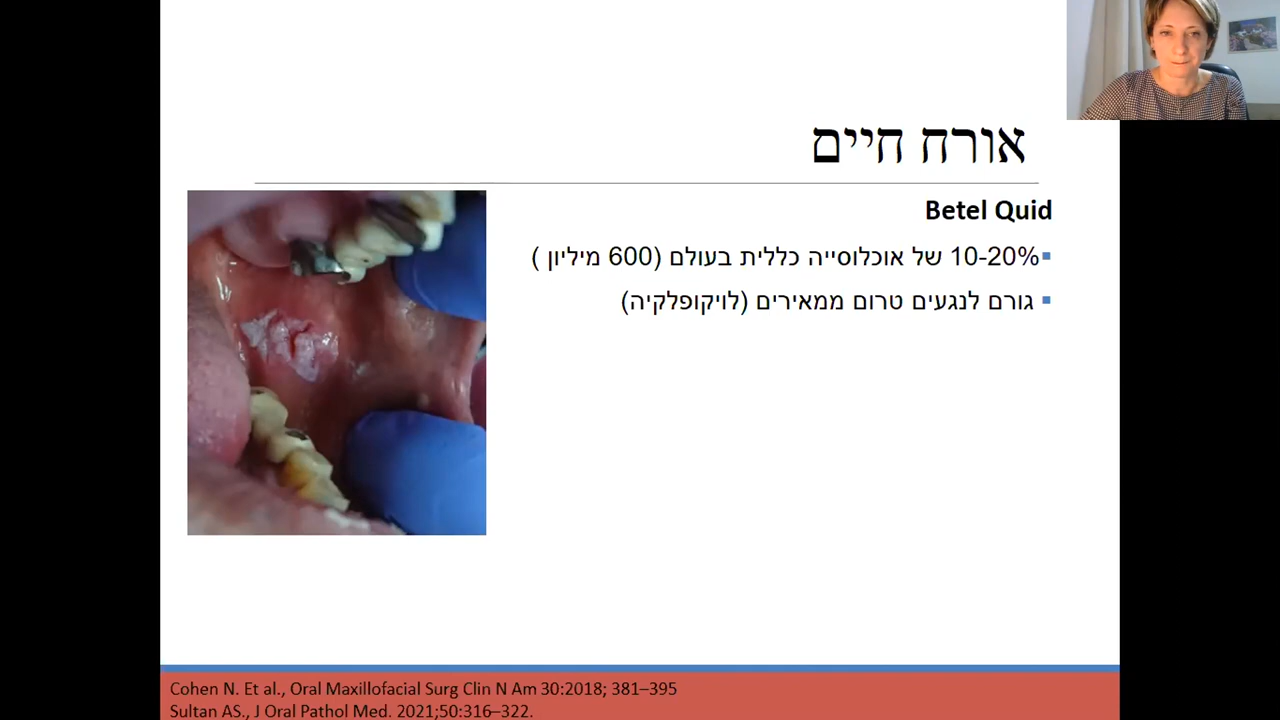 אורח חיים
Betel Quid
10-20% של אוכלוסייה כללית בעולם (600 מיליון )
גורם לנגעים טרום ממאירים (לויקופלקיה)
Cohen N. Et al., Oral Maxillofacial Surg Clin N Am 30:2018; 381–395
Sultan AS., J Oral Pathol Med. 2021;50:316–322.